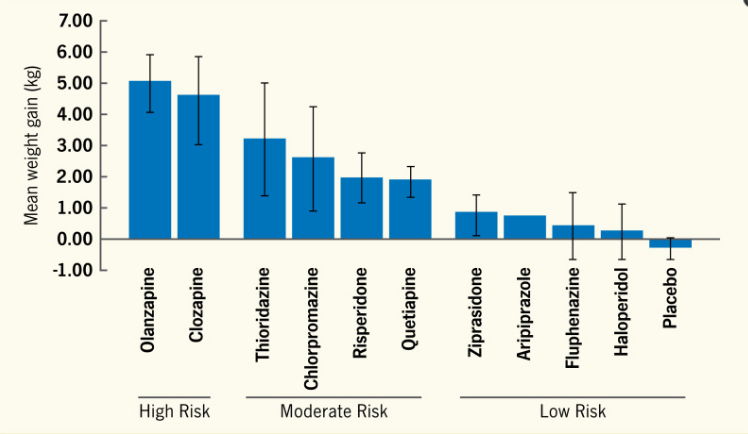 Mean weight gain (kg)
7.00
6.00
5.00
4.00
3.00
2.00
1.00
0.00
-1.00
Olanzapine
Clozapine
Thioridazine
Chlorpromazine
Risperidone
Quetiapine
Ziprasidone
Aripiprazole
Fluphenazine
Haloperidol
Placebo
High Risk
Moderate Risk
Low Risk